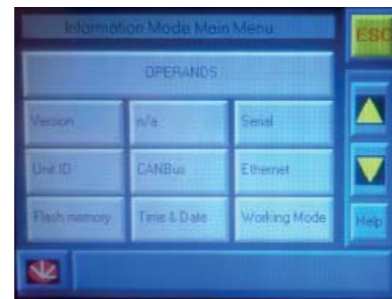 Information Mode Main Menu
ESC
OPERANDS
Version n/a Serial
Unit ID CANBus Ethernet
Flash memory Time & Date Working Mode
Help